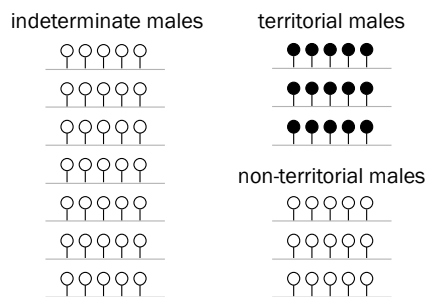 indeterminate males
territorial males
non-territorial males